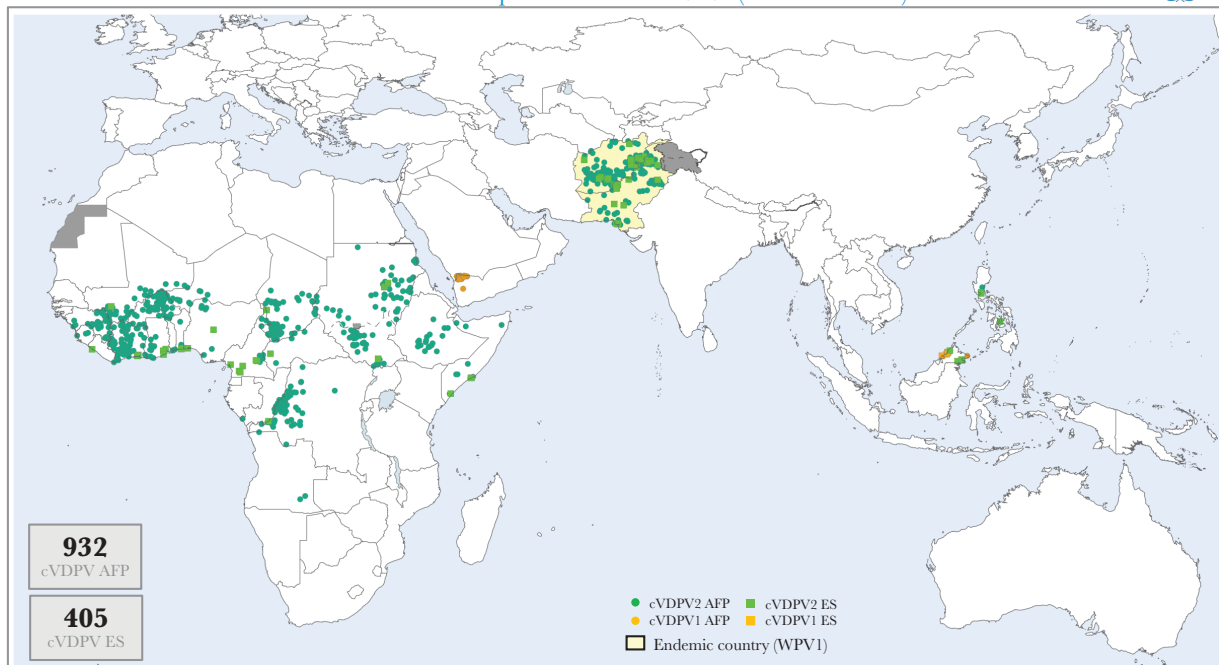 932
cVDPV AFP
405
cVDPV ES
cVDPV2 AFP
cVDPV2 ES
cVDPV1 AFP
cVDPV1 ES
Endemic country (WPV1)